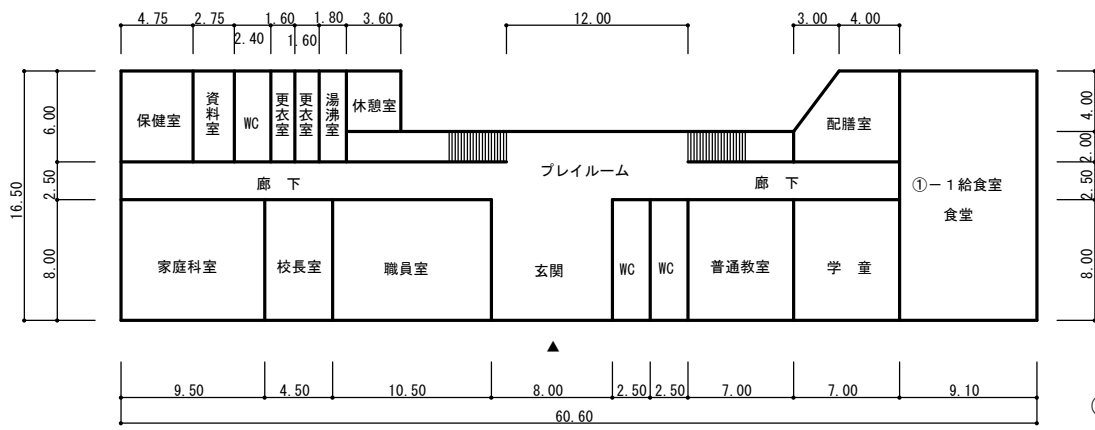 4.75 2.75 1.60 1.80 3.60 12.00 3.00 4.00
2.40 1.60
保健室
資料室
WC
更衣室
更衣室
湯沸室
休憩室
配膳室
プレイルーム
廊 下
廊 下
①-1給食室
食堂
家庭科室
校長室
職員室
玄関
WC
WC
普通教室
学 童
6.00
2.50
8.00
16.50
4.00
2.00
2.50
8.00
▲
9.50 4.50 10.50 8.00 2.50 2.50 7.00 7.00 9.10
60.60